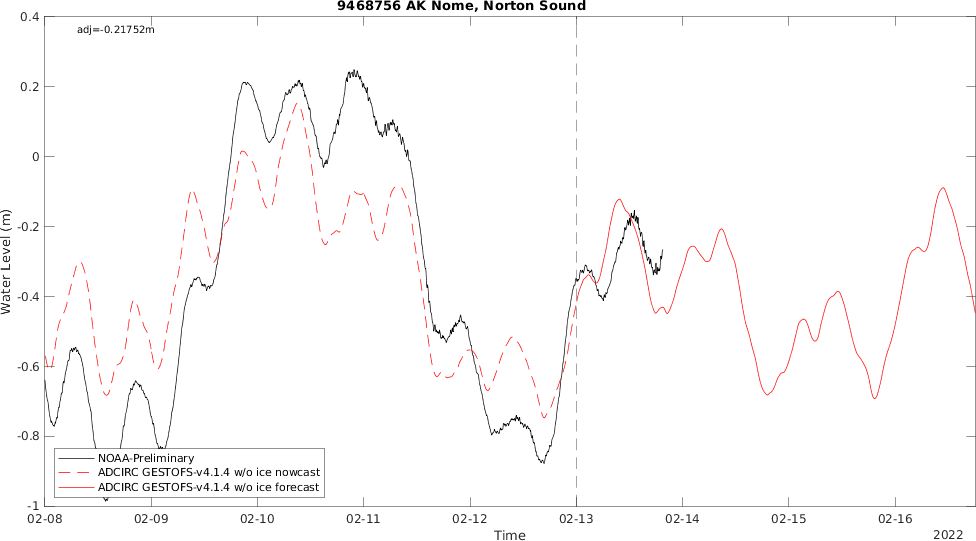 9468756 AK Nome, Norton Sound
adj=-0.21752m
0.4
0.2
0
-0.2
-0.4
-0.6
-0.8
-1
Water Level (m)
NOAA-Preliminary
ADCIRC GESTOFS-v4.1.4 w/o ice nowcast
ADCIRC GESTOFS-v4.1.4 w/o ice forecast
02-08 02-09 02-10 02-11 02-12 02-13 02-14 02-15 02-16
Time
2022